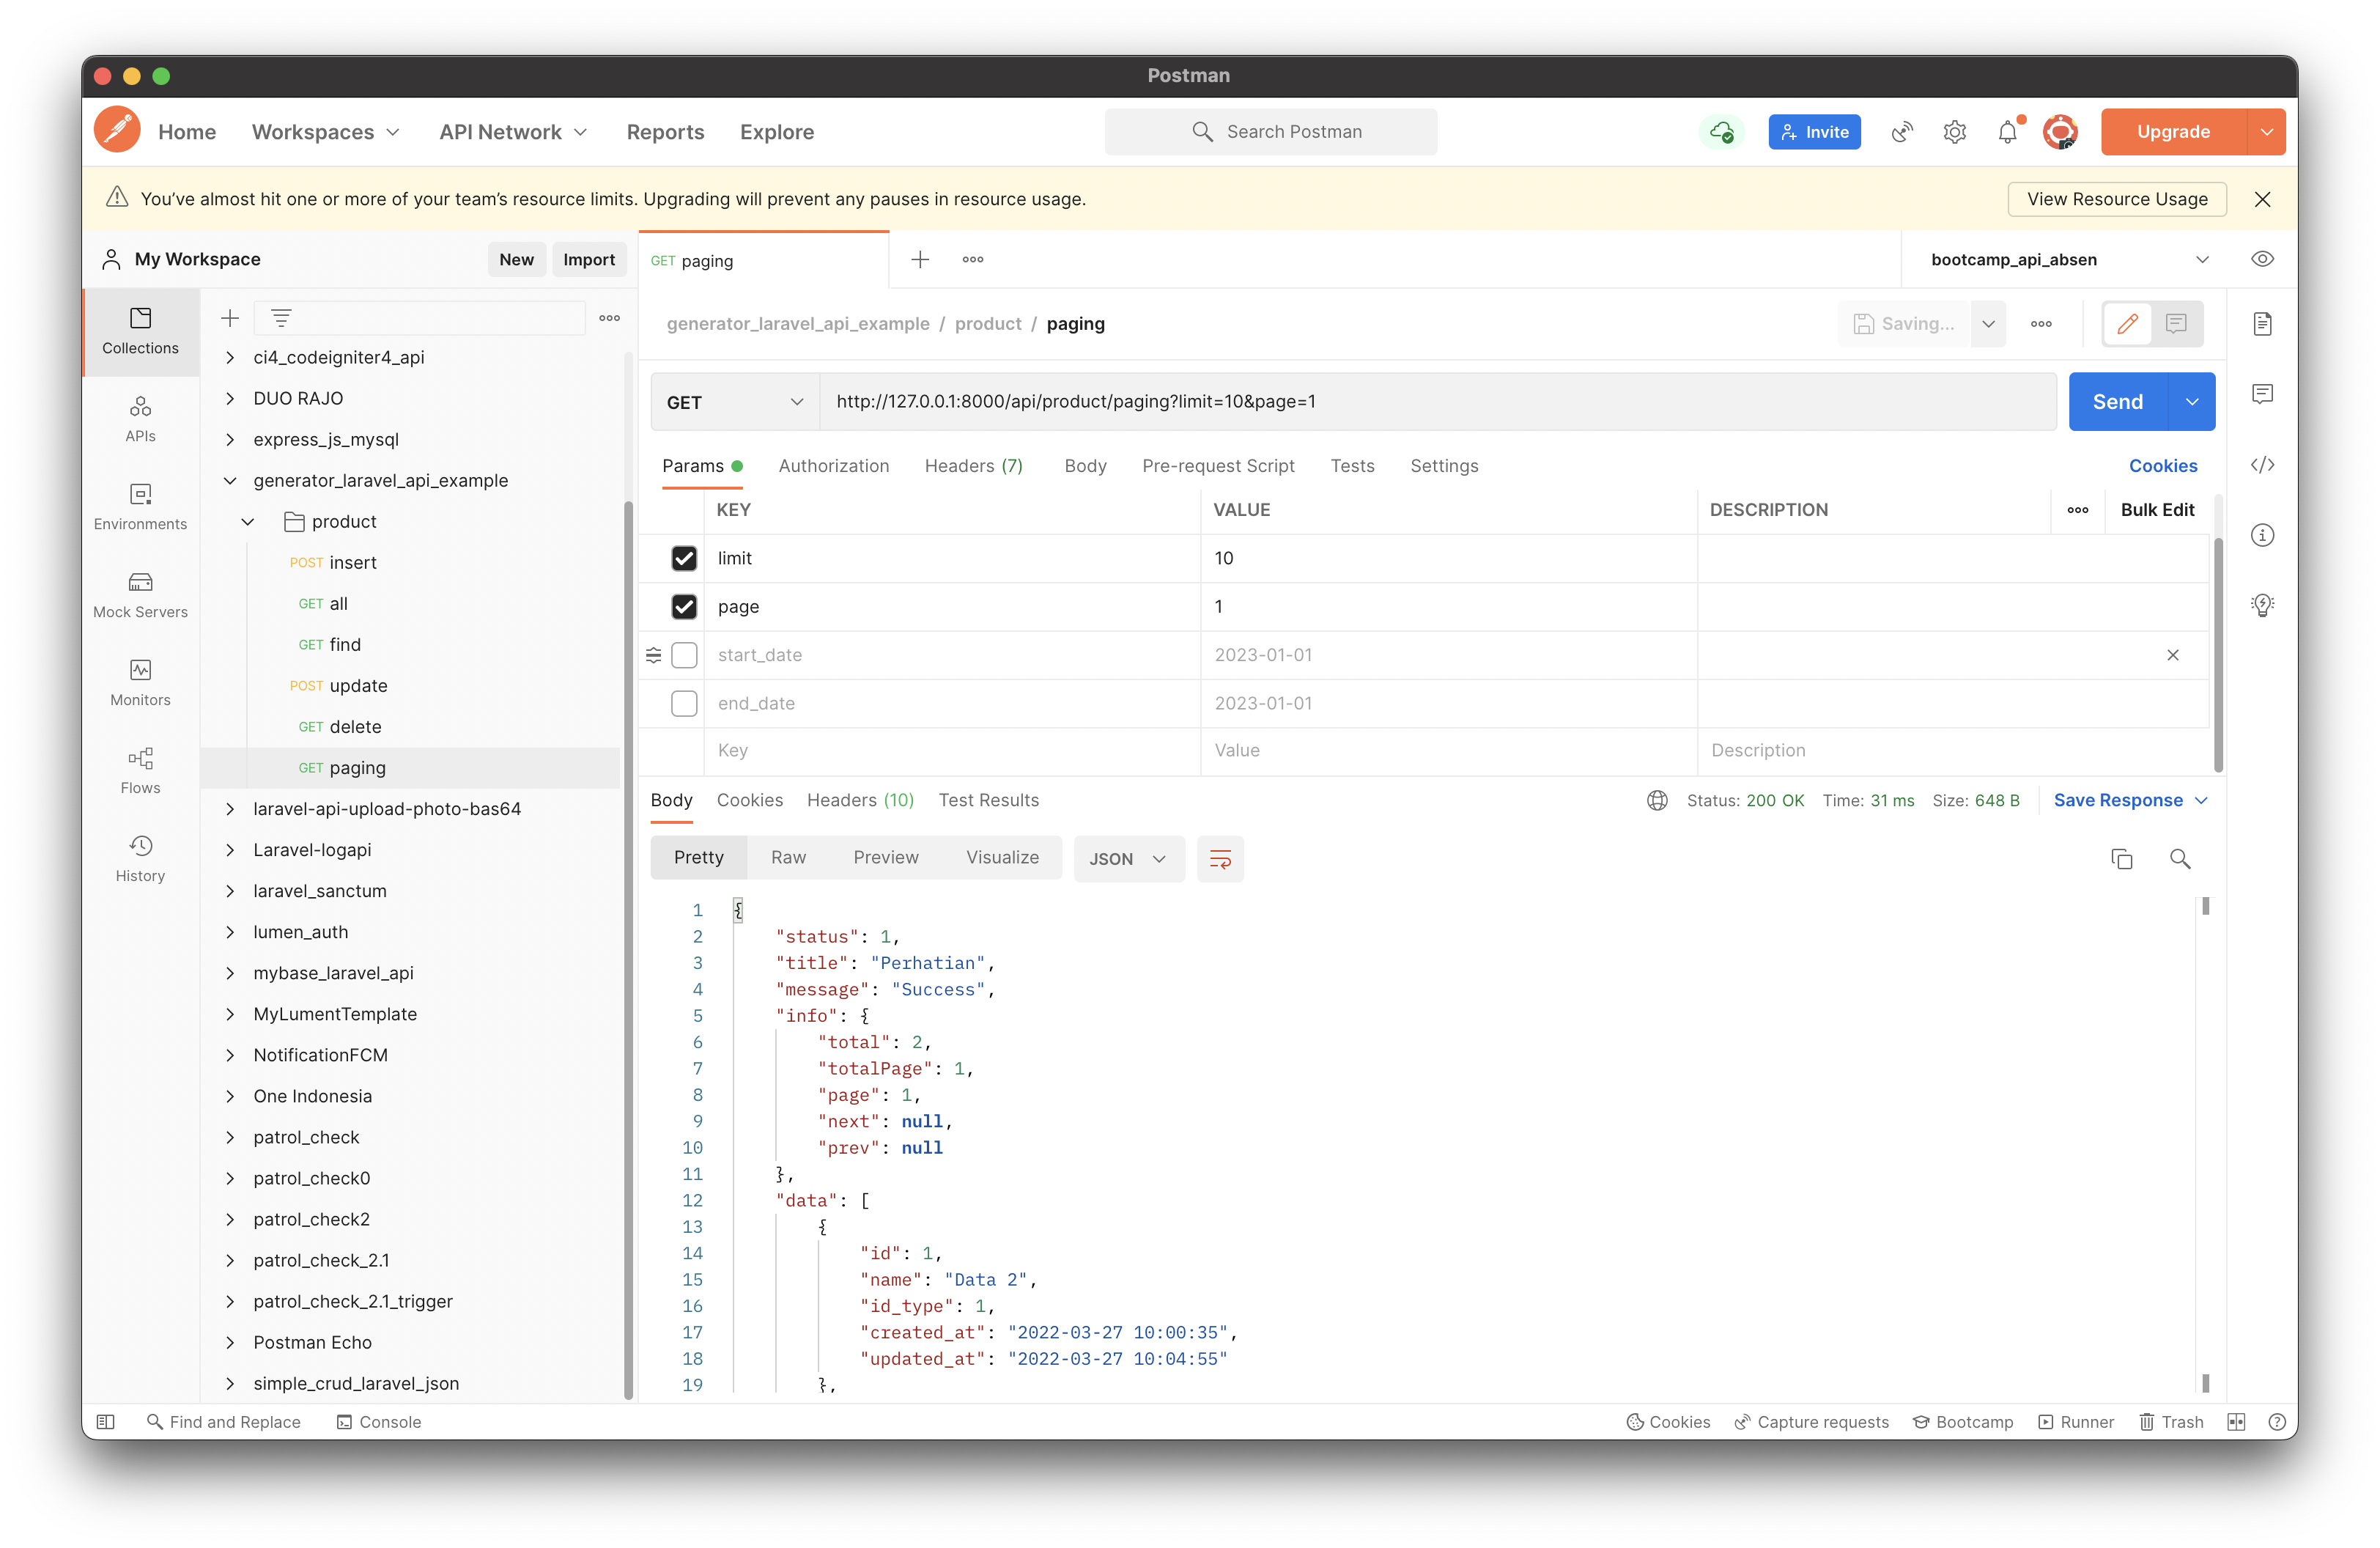 Postman
Home Workspaces API Network Reports Explore Search Postman Invite Upgrade
You’ve almost hit one or more of your team’s resource limits. Upgrading will prevent any pauses in resource usage. View Resource Usage
My Workspace New Import
GET paging
bootcamp_api_absen
Collections
APIs
Environments
Mock Servers
Monitors
Flows
History
ci4_codeigniter4_api
DUO RAJO
express_js_mysql
generator_laravel_api_example
product
POST insert
GET all
GET find
POST update
GET delete
GET paging
laravel-api-upload-photo-bas64
Laravel-logapi
laravel_sanctum
lumen_auth
mybase_laravel_api
MyLumentTemplate
NotificationFCM
One Indonesia
patrol_check
patrol_check0
patrol_check2
patrol_check_2.1
patrol_check_2.1_trigger
Postman Echo
simple_crud_laravel_json
generator_laravel_api_example / product / paging Saving...
GET http://127.0.0.1:8000/api/product/paging?limit=10&page=1 Send
Params Authorization Headers (7) Body Pre-request Script Tests Settings Cookies
KEY VALUE DESCRIPTION Bulk Edit
limit 10
page 1
start_date 2023-01-01
end_date 2023-01-01
Key Value Description
Body Cookies Headers (10) Test Results Status: 200 OK Time: 31 ms Size: 648 B Save Response
Pretty Raw Preview Visualize JSON
1 {
2 "status": 1,
3 "title": "Perhatian",
4 "message": "Success",
5 "info": {
6 "total": 2,
7 "totalPage": 1,
8 "page": 1,
9 "next": null,
10 "prev": null
11 },
12 "data": [
13 {
14 "id": 1,
15 "name": "Data 2",
16 "id_type": 1,
17 "created_at": "2022-03-27 10:00:35",
18 "updated_at": "2022-03-27 10:04:55"
19 },
Find and Replace Console Cookies Capture requests Bootcamp Runner Trash